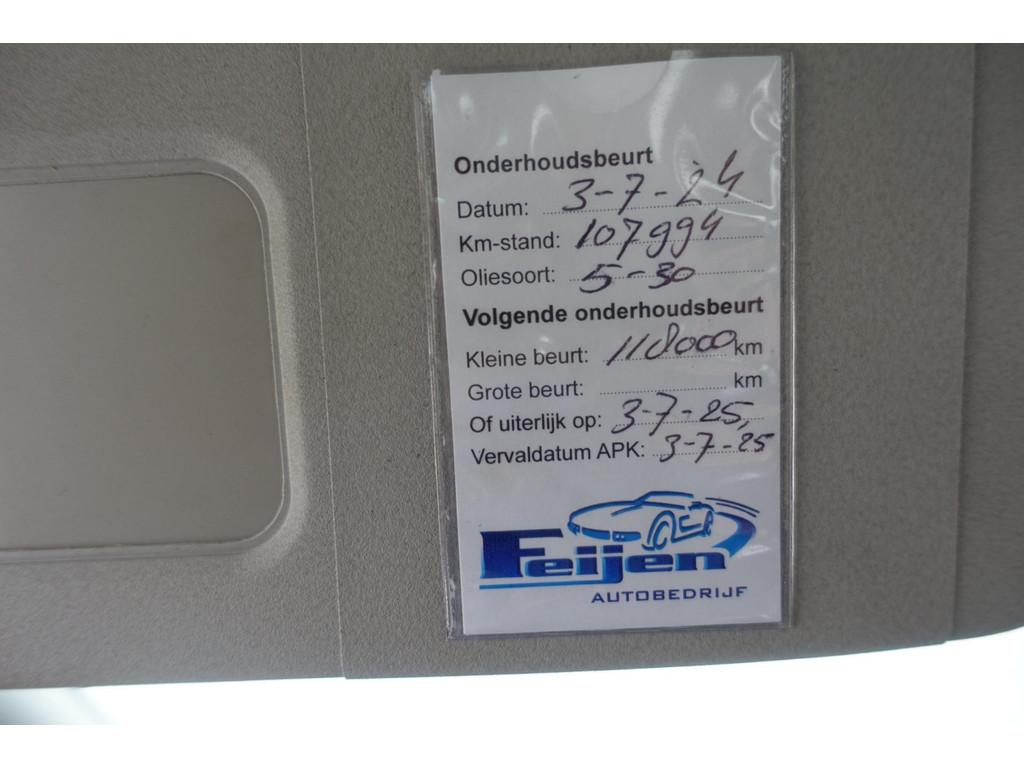 Onderhoudsbeurt
Datum: 3-7-24
Km-stand: 107994
Oliesoort: 5-30
Volgende onderhoudsbeurt
Kleine beurt: 118000 km
Grote beurt: km
Of uiterlijk op: 3-7-25,
Vervaldatum APK: 3-7-25
Feijen
AUTOBEDRIJF